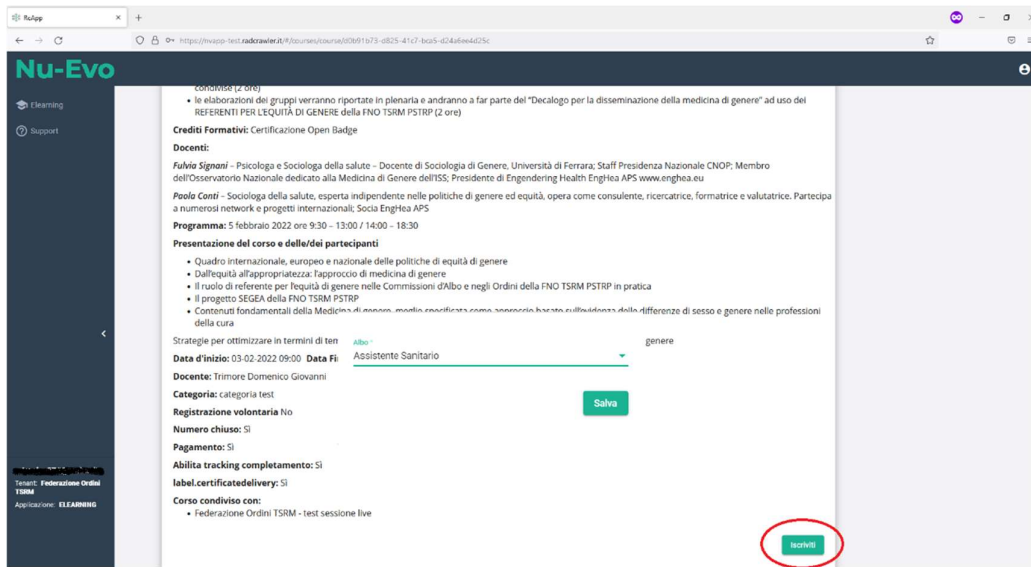 RoApp
https://nvapp-test.radcrawler.it/#/courses/course/d0b91b73-d825-41c7-bca5-d24a6ee4d25c
Nu-Evo
Elearning
Support
condivise (2 ore)
• le elaborazioni dei gruppi verranno riportate in plenaria e andranno a far parte del "Decalogo per la disseminazione della medicina di genere" ad uso dei
REFERENTI PER L'EQUITÀ DI GENERE della FNO TSRM PSTRP (2 ore)
Crediti Formativi: Certificazione Open Badge
Docenti:
Fulvia Signani – Psicologa e Sociologa della salute – Docente di Sociologia di Genere, Università di Ferrara; Staff Presidenza Nazionale CNOP; Membro
dell'Osservatorio Nazionale dedicato alla Medicina di Genere dell'ISS; Presidente di Engendering Health EngHea APS www.enghea.eu
Paola Conti – Sociologa della salute, esperta indipendente nelle politiche di genere ed equità, opera come consulente, ricercatrice, formatrice e valutatrice. Partecipa
a numerosi network e progetti internazionali; Socia EngHea APS
Programma: 5 febbraio 2022 ore 9:30 – 13:00 / 14:00 – 18:30
Presentazione del corso e delle/dei partecipanti
• Quadro internazionale, europeo e nazionale delle politiche di equità di genere
• Dall'equità all'appropriatezza: l'approccio di medicina di genere
• Il ruolo di referente per l'equità di genere nelle Commissioni d'Albo e negli Ordini della FNO TSRM PSTRP in pratica
• Il progetto SEGEA della FNO TSRM PSTRP
• Contenuti fondamentali della Medicina di genere, meglio specificata come approccio basato sull'evidenza delle differenze di sesso e genere nelle professioni
della cura
Strategie per ottimizzare in termini di tem genere
Albo *
Assistente Sanitario
Salva
Data d'inizio: 03-02-2022 09:00 Data Fi
Docente: Trimore Domenico Giovanni
Categoria: categoria test
Registrazione volontaria No
Numero chiuso: Sì
Pagamento: Sì
Abilita tracking completamento: Sì
label.certificatedelivery: Sì
Corso condiviso con:
• Federazione Ordini TSRM - test sessione live
Iscriviti
Tenant: Federazione Ordini
TSRM
Applicazione: ELEARNING